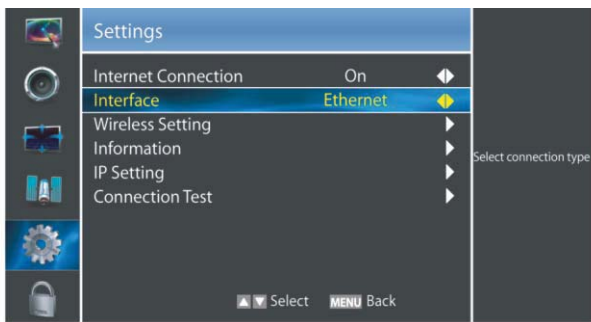 Settings
Internet Connection On
Interface Ethernet
Wireless Setting
Information
IP Setting
Connection Test
Select connection type
Select MENU Back